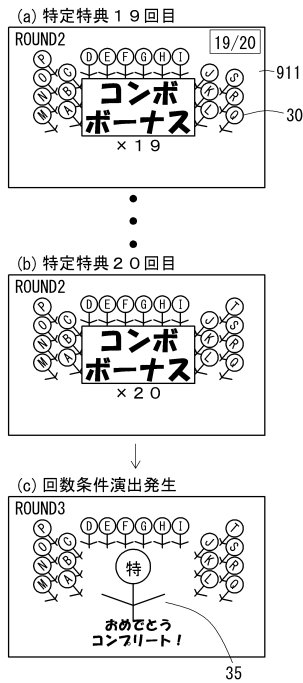 (a) 特定特典１９回目
ROUND2
19/20
P O N M C B A D E F G H I J K L S R Q
コンボ
ボーナス
×１９
911
30
(b) 特定特典２０回目
ROUND2
P O N M C B A D E F G H I J K L T S R Q
コンボ
ボーナス
×２０
(c) 回数条件演出発生
ROUND3
P O N M C B A D E F G H I J K L T S R Q
特
おめでとう
コンプリート！
35